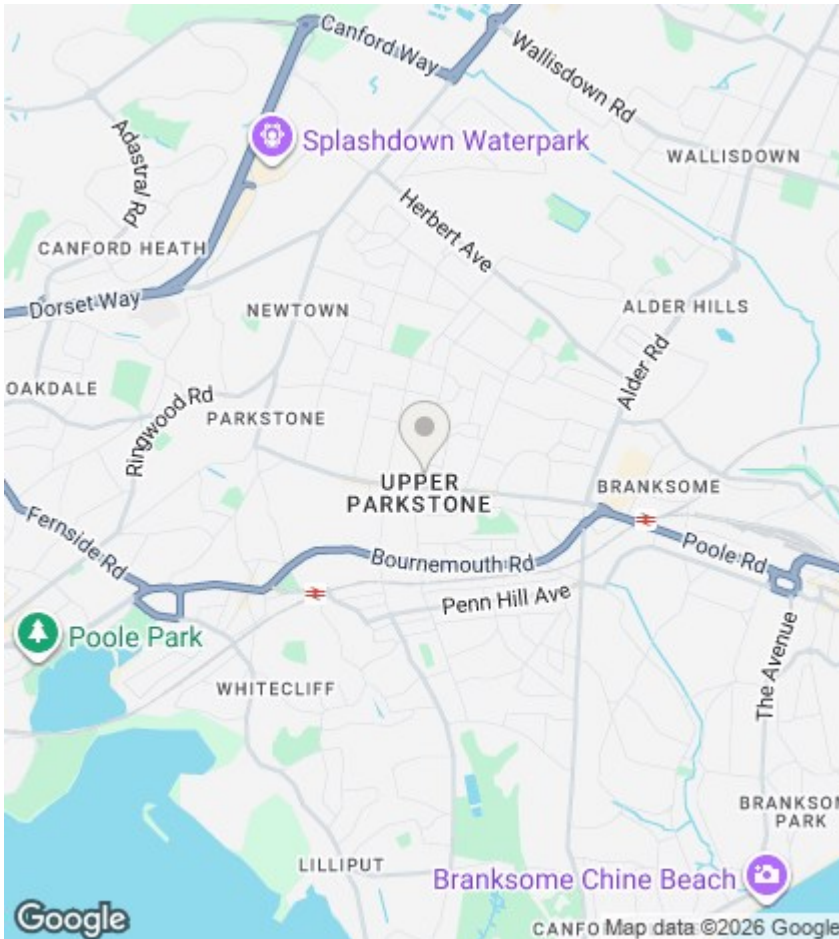 Canford Way
Wallisdown Rd
Splashdown Waterpark
WALLISDOWN
Adastral Rd
Herbert Ave
CANFORD HEATH
Dorset Way
NEWTOWN
ALDER HILLS
OAKDALE
Alder Rd
Ringwood Rd
PARKSTONE
UPPER
PARKSTONE
BRANKSOME
Fernside Rd
Bournemouth Rd
Poole Rd
Penn Hill Ave
Poole Park
The Avenue
WHITECLIFF
BRANKSOM
PARK
LILLIPUT
Branksome Chine Beach
Google
CANFO
Map data ©2026 Google